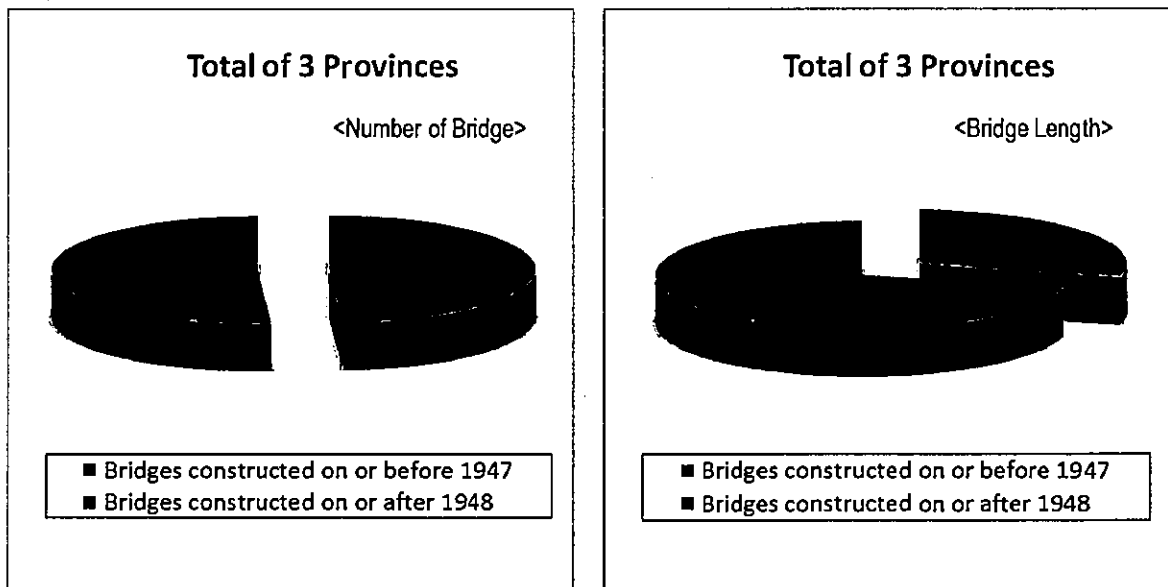 Total of 3 Provinces
<Number of Bridge>
■ Bridges constructed on or before 1947
■ Bridges constructed on or after 1948
Total of 3 Provinces
<Bridge Length>
■ Bridges constructed on or before 1947
■ Bridges constructed on or after 1948